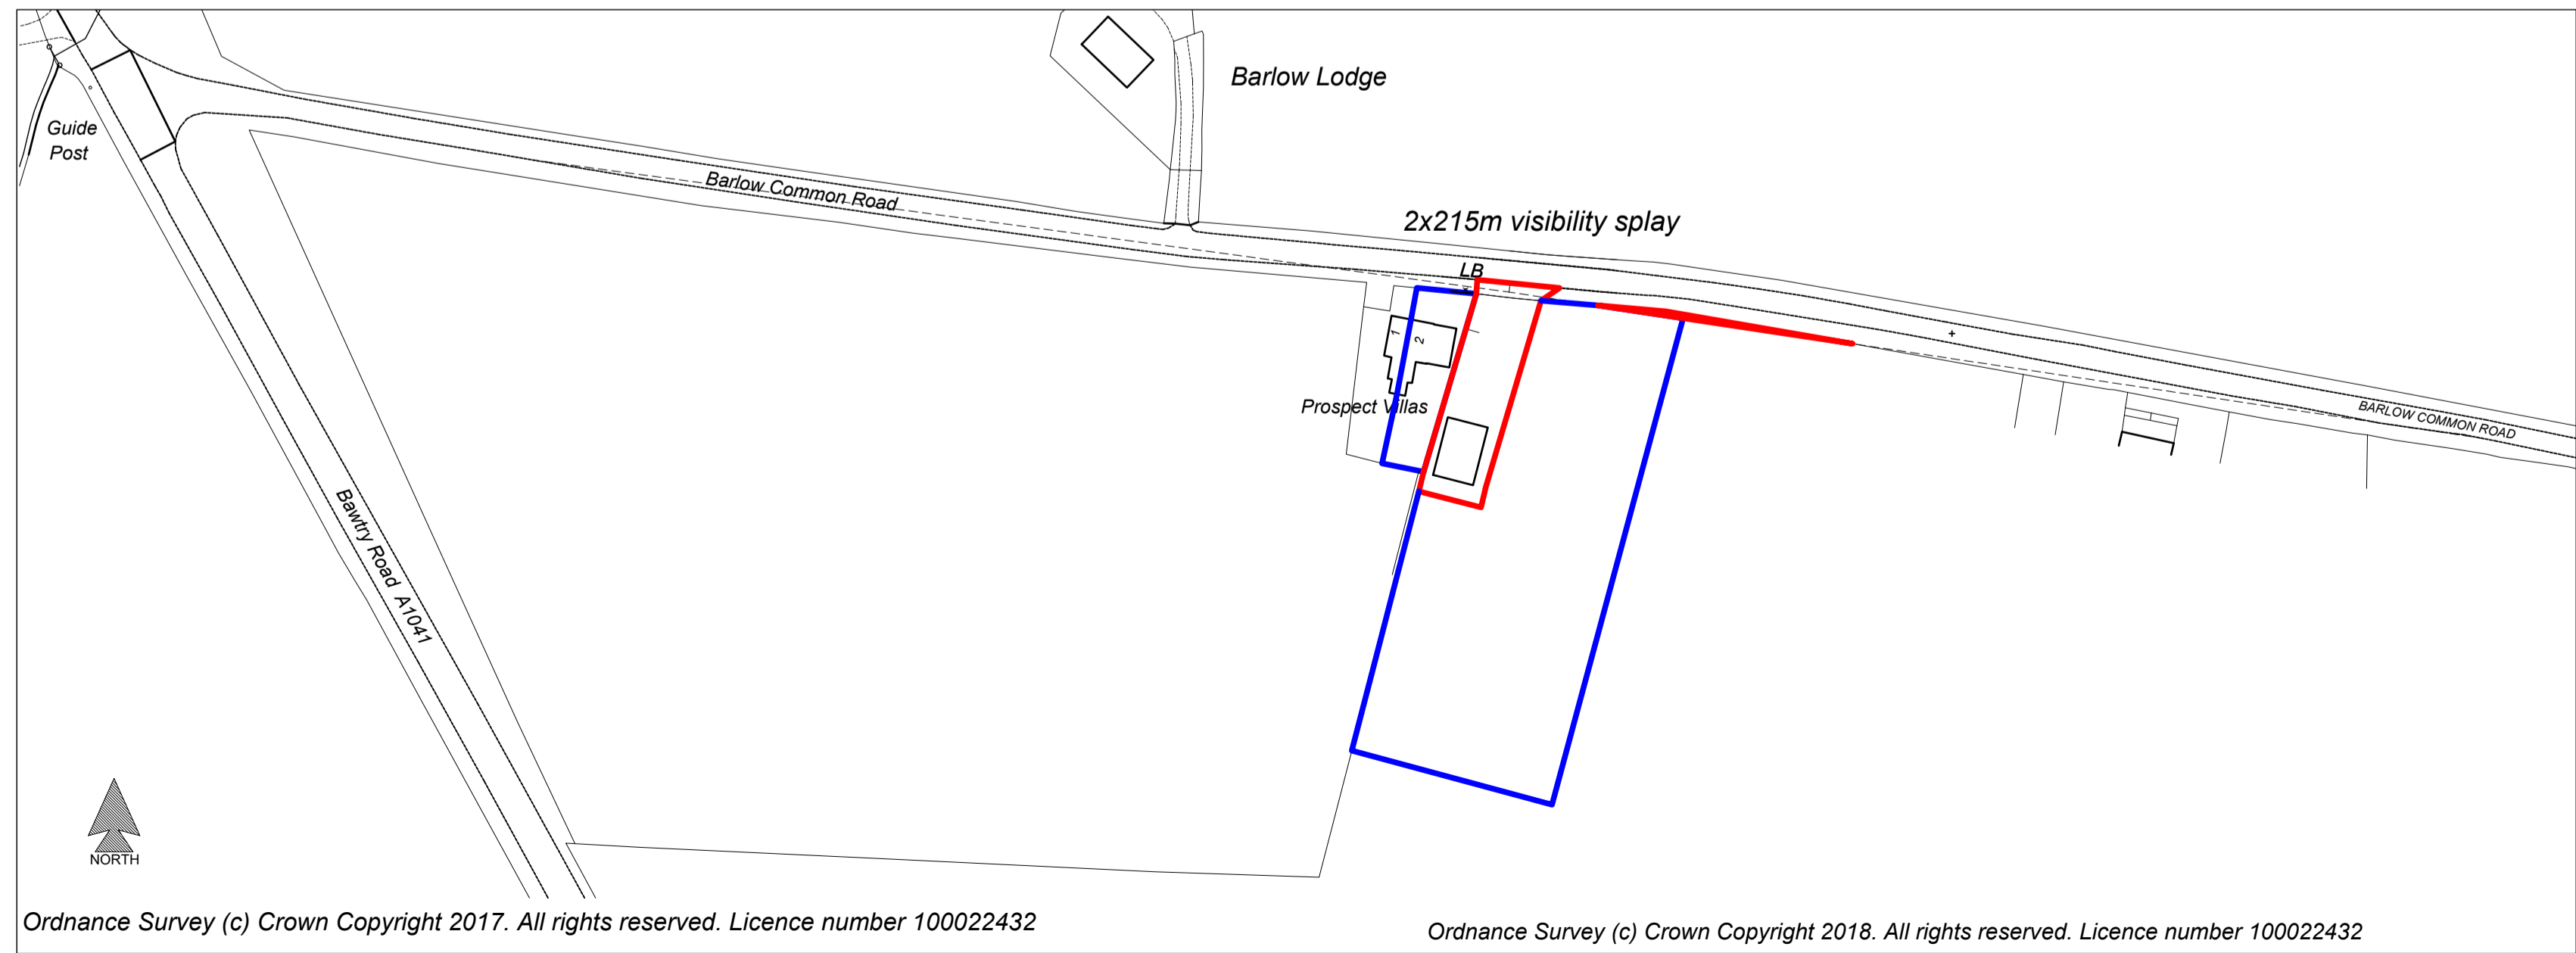 Barlow Lodge
Guide
Post
Barlow Common Road
2x215m visibility splay
LB
1
2
Prospect Villas
BARLOW COMMON ROAD
Bawtry Road A1041
NORTH
Ordnance Survey (c) Crown Copyright 2017. All rights reserved. Licence number 100022432
Ordnance Survey (c) Crown Copyright 2018. All rights reserved. Licence number 100022432